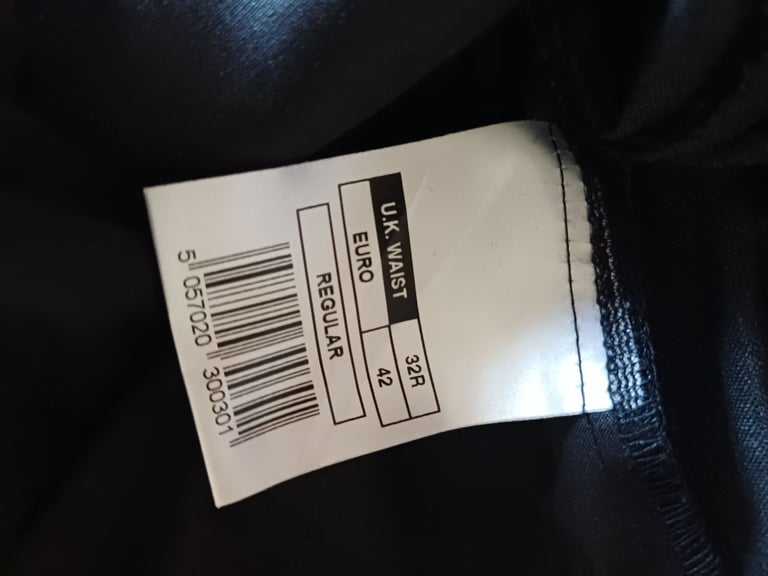 U.K. WAIST 32R
EURO 42
REGULAR
5 057020 300301